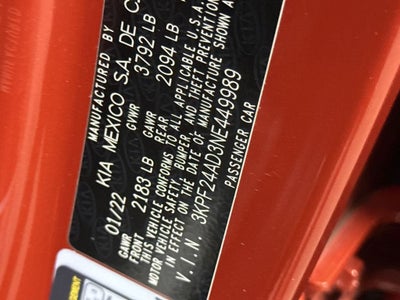 MANUFACTURED BY
KIA MEXICO S.A. DE C.
01/22 GVWR 3792 LB
GAWR FRONT 2183 LB GAWR REAR 2094 LB
THIS VEHICLE CONFORMS TO ALL APPLICABLE U.S.A.
MOTOR VEHICLE SAFETY, BUMPER, AND THEFT PREVENTION
IN EFFECT ON THE DATE OF MANUFACTURE SHOWN
V.I.N. 3KPF24AD3NE449989
PASSENGER CAR